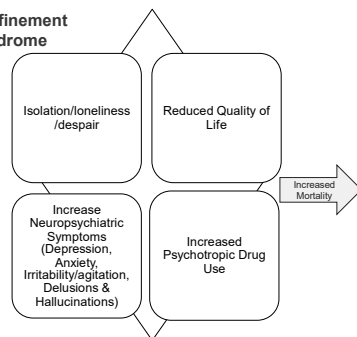 finement
drome
Isolation/loneliness
/despair
Reduced Quality of
Life
Increase
Neuropsychiatric
Symptoms
(Depression,
Anxiety,
Irritability/agitation,
Delusions &
Hallucinations)
Increased
Psychotropic Drug
Use
Increased
Mortality